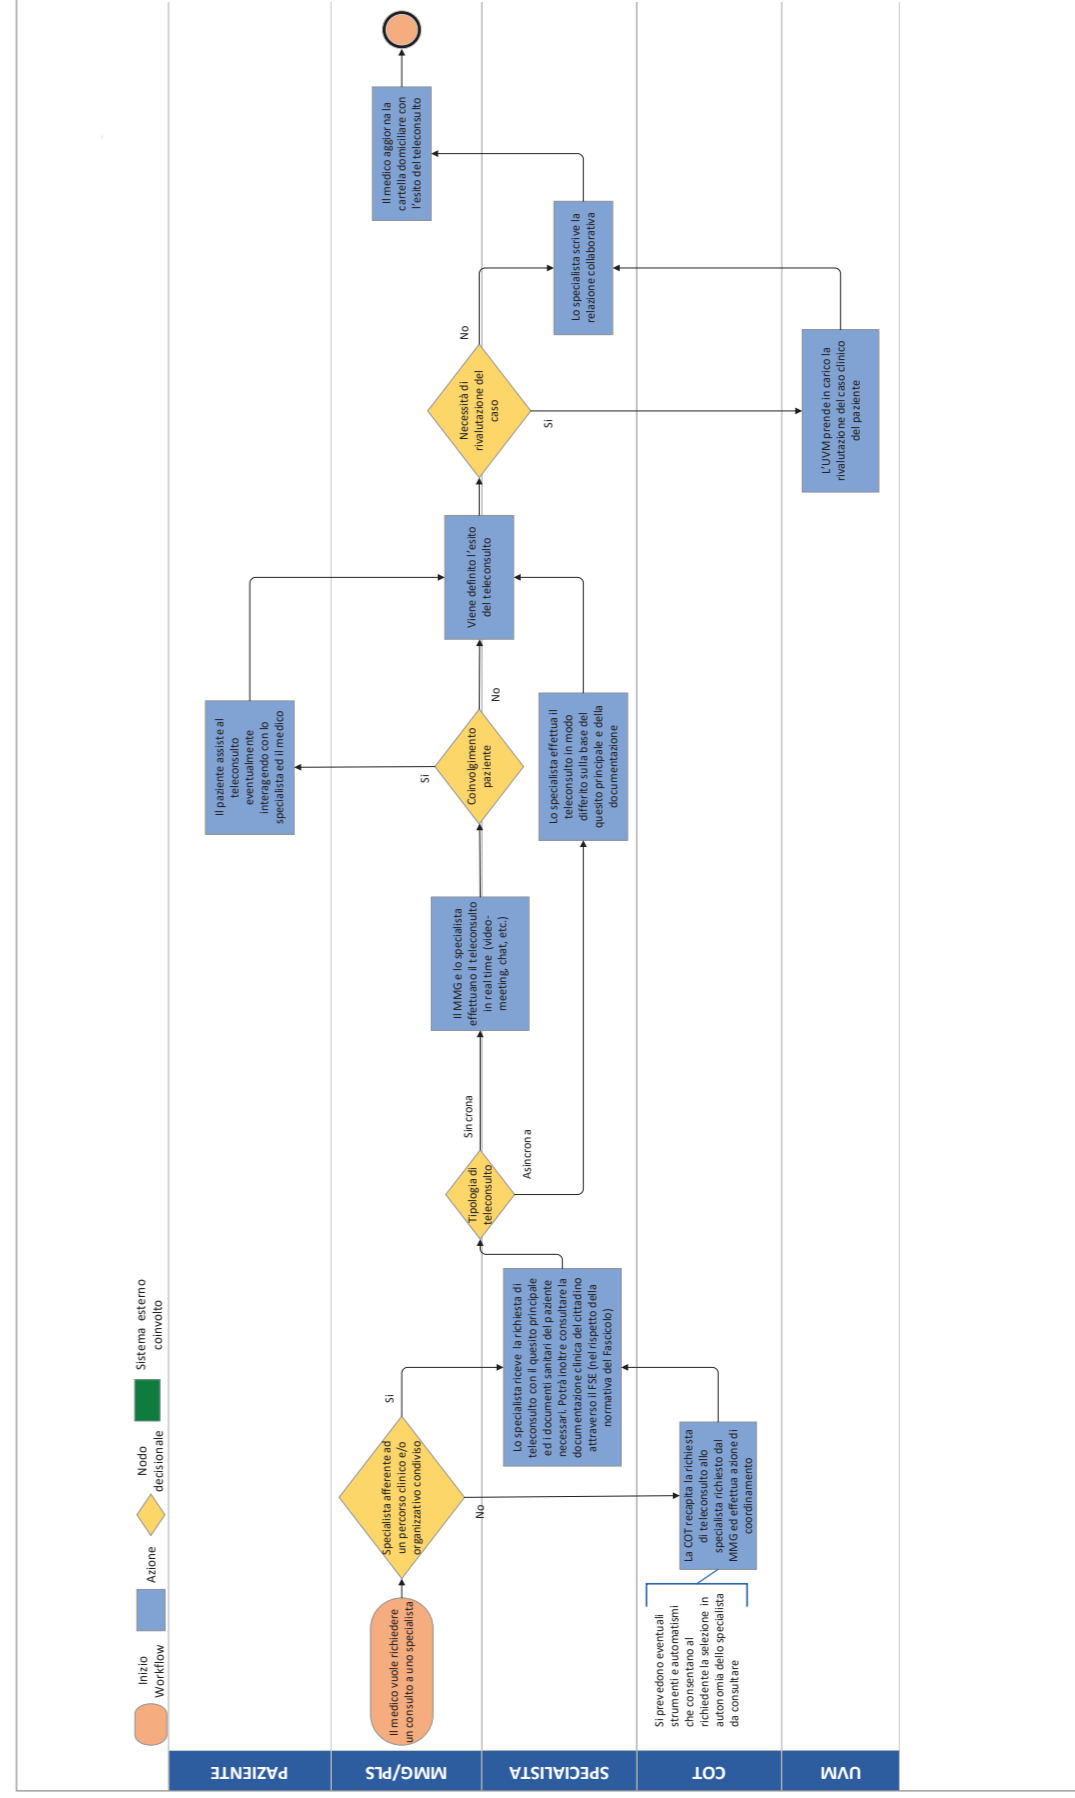 Inizio
Workflow
Azione
Nodo
decisionale
Sistema esterno
coinvolto
PAZIENTE
MMG/PLS
SPECIALISTA
COT
UVM
Il medico vuole richiedere
un consulto a uno specialista
Specialista afferente ad
un percorso clinico e/o
organizzativo condiviso
Si
No
Si prevedono eventuali
strumenti e automatismi
che consentano al
richiedente la selezione in
autonomia dello specialista
da consultare
La COT recapita la richiesta
di teleconsulto allo
specialista richiesto dal
MMG ed effettua azione di
coordinamento
Lo specialista riceve la richiesta di
teleconsulto con il quesito principale
ed i documenti sanitari del paziente
necessari. Potrà inoltre consultare la
documentazione clinica del cittadino
attraverso il FSE (nel rispetto della
normativa del Fascicolo)
Tipologia di
teleconsulto
Sincrona
Asincrona
Il MMG e lo specialista
effettuano il teleconsulto
in real time (video-
meeting, chat, etc.)
Coinvolgimento
paziente
Si
No
Il paziente assiste al
teleconsulto
eventualmente
interagendo con lo
specialista ed il medico
Lo specialista effettua il
teleconsulto in modo
differito sulla base del
quesito principale e della
documentazione
Viene definito l'esito
del teleconsulto
Necessità di
rivalutazione del
caso
No
Si
L'UVM prende in carico la
rivalutazione del caso clinico
del paziente
Lo specialista scrive la
relazione collaborativa
Il medico aggiorna la
cartella domiciliare con
l'esito del teleconsulto